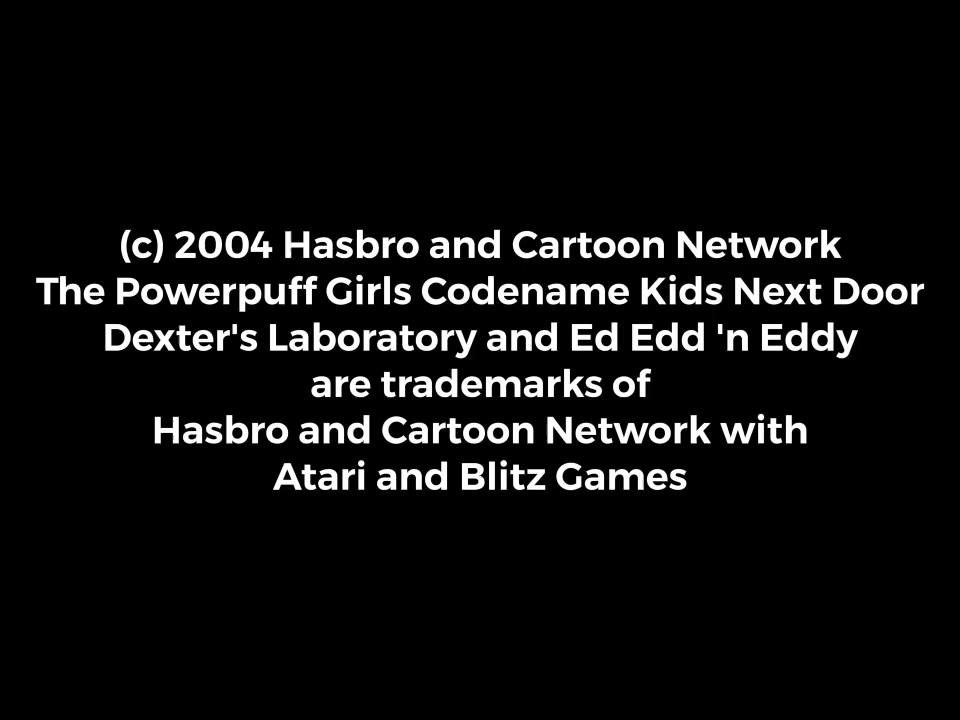 (c) 2004 Hasbro and Cartoon Network
The Powerpuff Girls Codename Kids Next Door
Dexter's Laboratory and Ed Edd 'n Eddy
are trademarks of
Hasbro and Cartoon Network with
Atari and Blitz Games